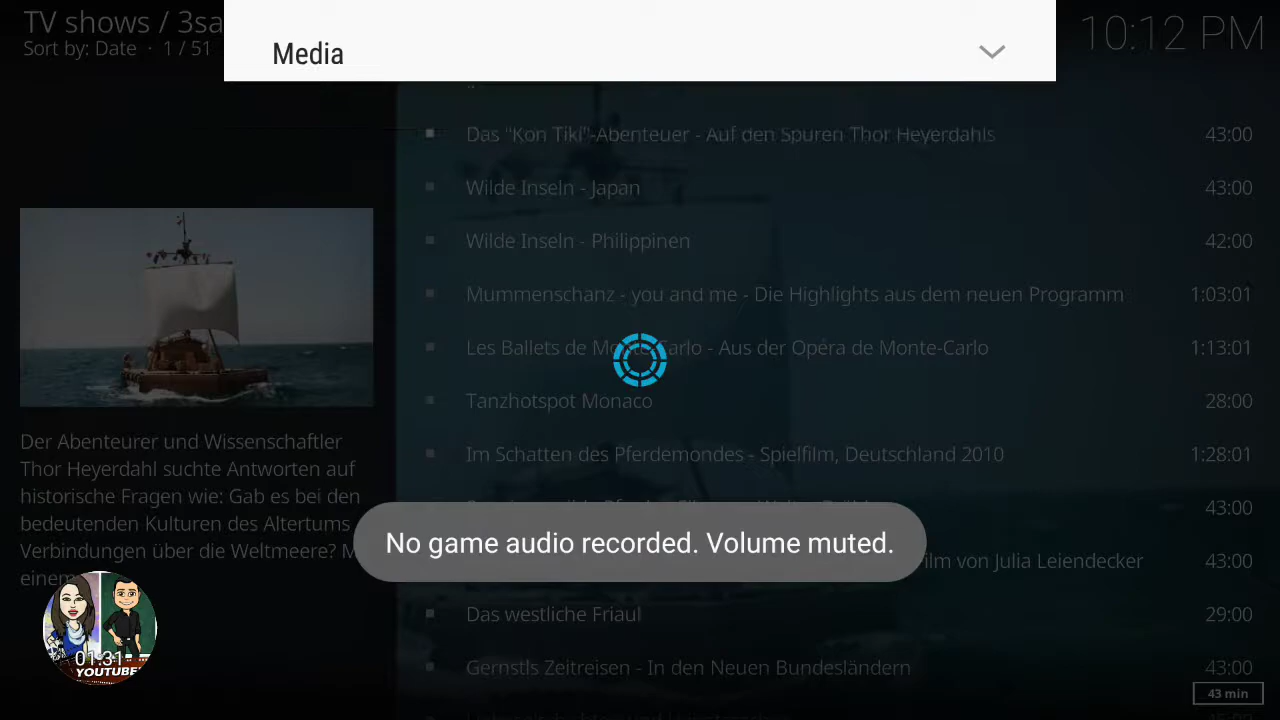 TV shows / 3sa
Sort by: Date · 1 / 51
Media
10:12 PM
Das "Kon Tiki"-Abenteuer - Auf den Spuren Thor Heyerdahls 43:00
Wilde Inseln - Japan 43:00
Wilde Inseln - Philippinen 42:00
Mummenschanz - you and me - Die Highlights aus dem neuen Programm 1:03:01
Les Ballets de Monte-Carlo - Aus der Opéra de Monte-Carlo 1:13:01
Tanzhotspot Monaco 28:00
Im Schatten des Pferdemondes - Spielfilm, Deutschland 2010 1:28:01
43:00
Film von Julia Leiendecker 43:00
Das westliche Friaul 29:00
Gernstls Zeitreisen - In den Neuen Bundesländern 43:00
Der Abenteurer und Wissenschaftler
Thor Heyerdahl suchte Antworten auf
historische Fragen wie: Gab es bei den
bedeutenden Kulturen des Altertums
Verbindungen über die Weltmeere? M
einem
No game audio recorded. Volume muted.
01:31
YOUTUBE
43 min